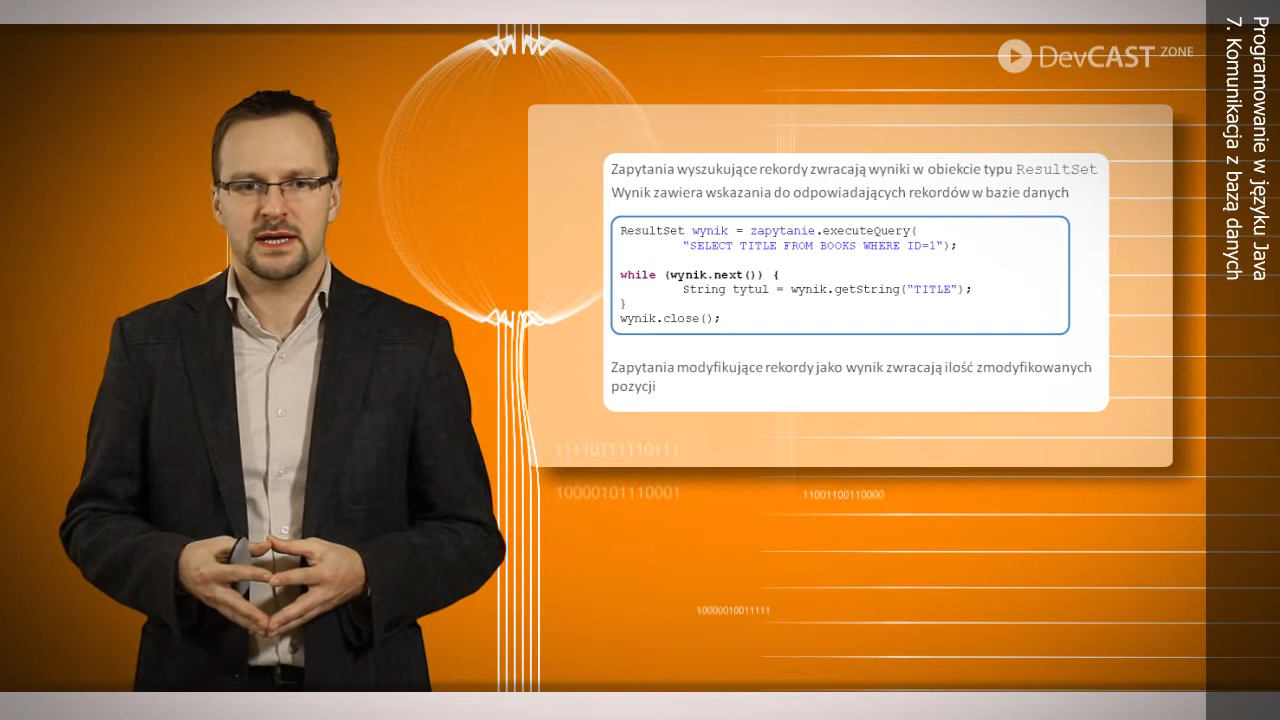 DevCAST ZONE
Programowanie w języku Java
7. Komunikacja z bazą danych
Zapytania wyszukujące rekordy zwracają wyniki w obiekcie typu ResultSet
Wynik zawiera wskazania do odpowiadających rekordów w bazie danych
ResultSet wynik = zapytanie.executeQuery(
"SELECT TITLE FROM BOOKS WHERE ID=1");
while (wynik.next()) {
String tytul = wynik.getString("TITLE");
}
wynik.close();
Zapytania modyfikujące rekordy jako wynik zwracają ilość zmodyfikowanych
pozycji
10000101110001
11001100110000
10000010011111